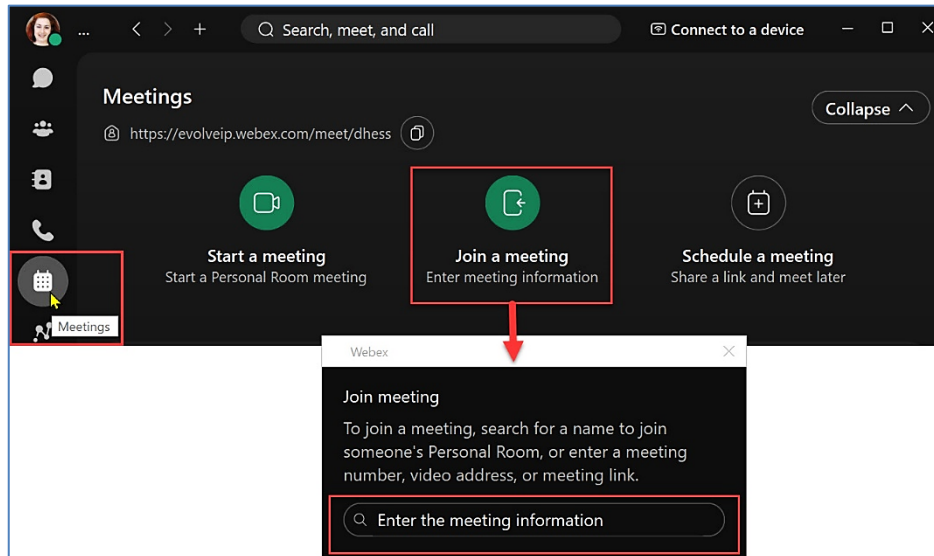 ...
Search, meet, and call
Connect to a device
Meetings
https://evolveip.webex.com/meet/dhess
Collapse
Start a meeting
Start a Personal Room meeting
Join a meeting
Enter meeting information
Schedule a meeting
Share a link and meet later
Meetings
Webex
Join meeting
To join a meeting, search for a name to join
someone's Personal Room, or enter a meeting
number, video address, or meeting link.
Enter the meeting information